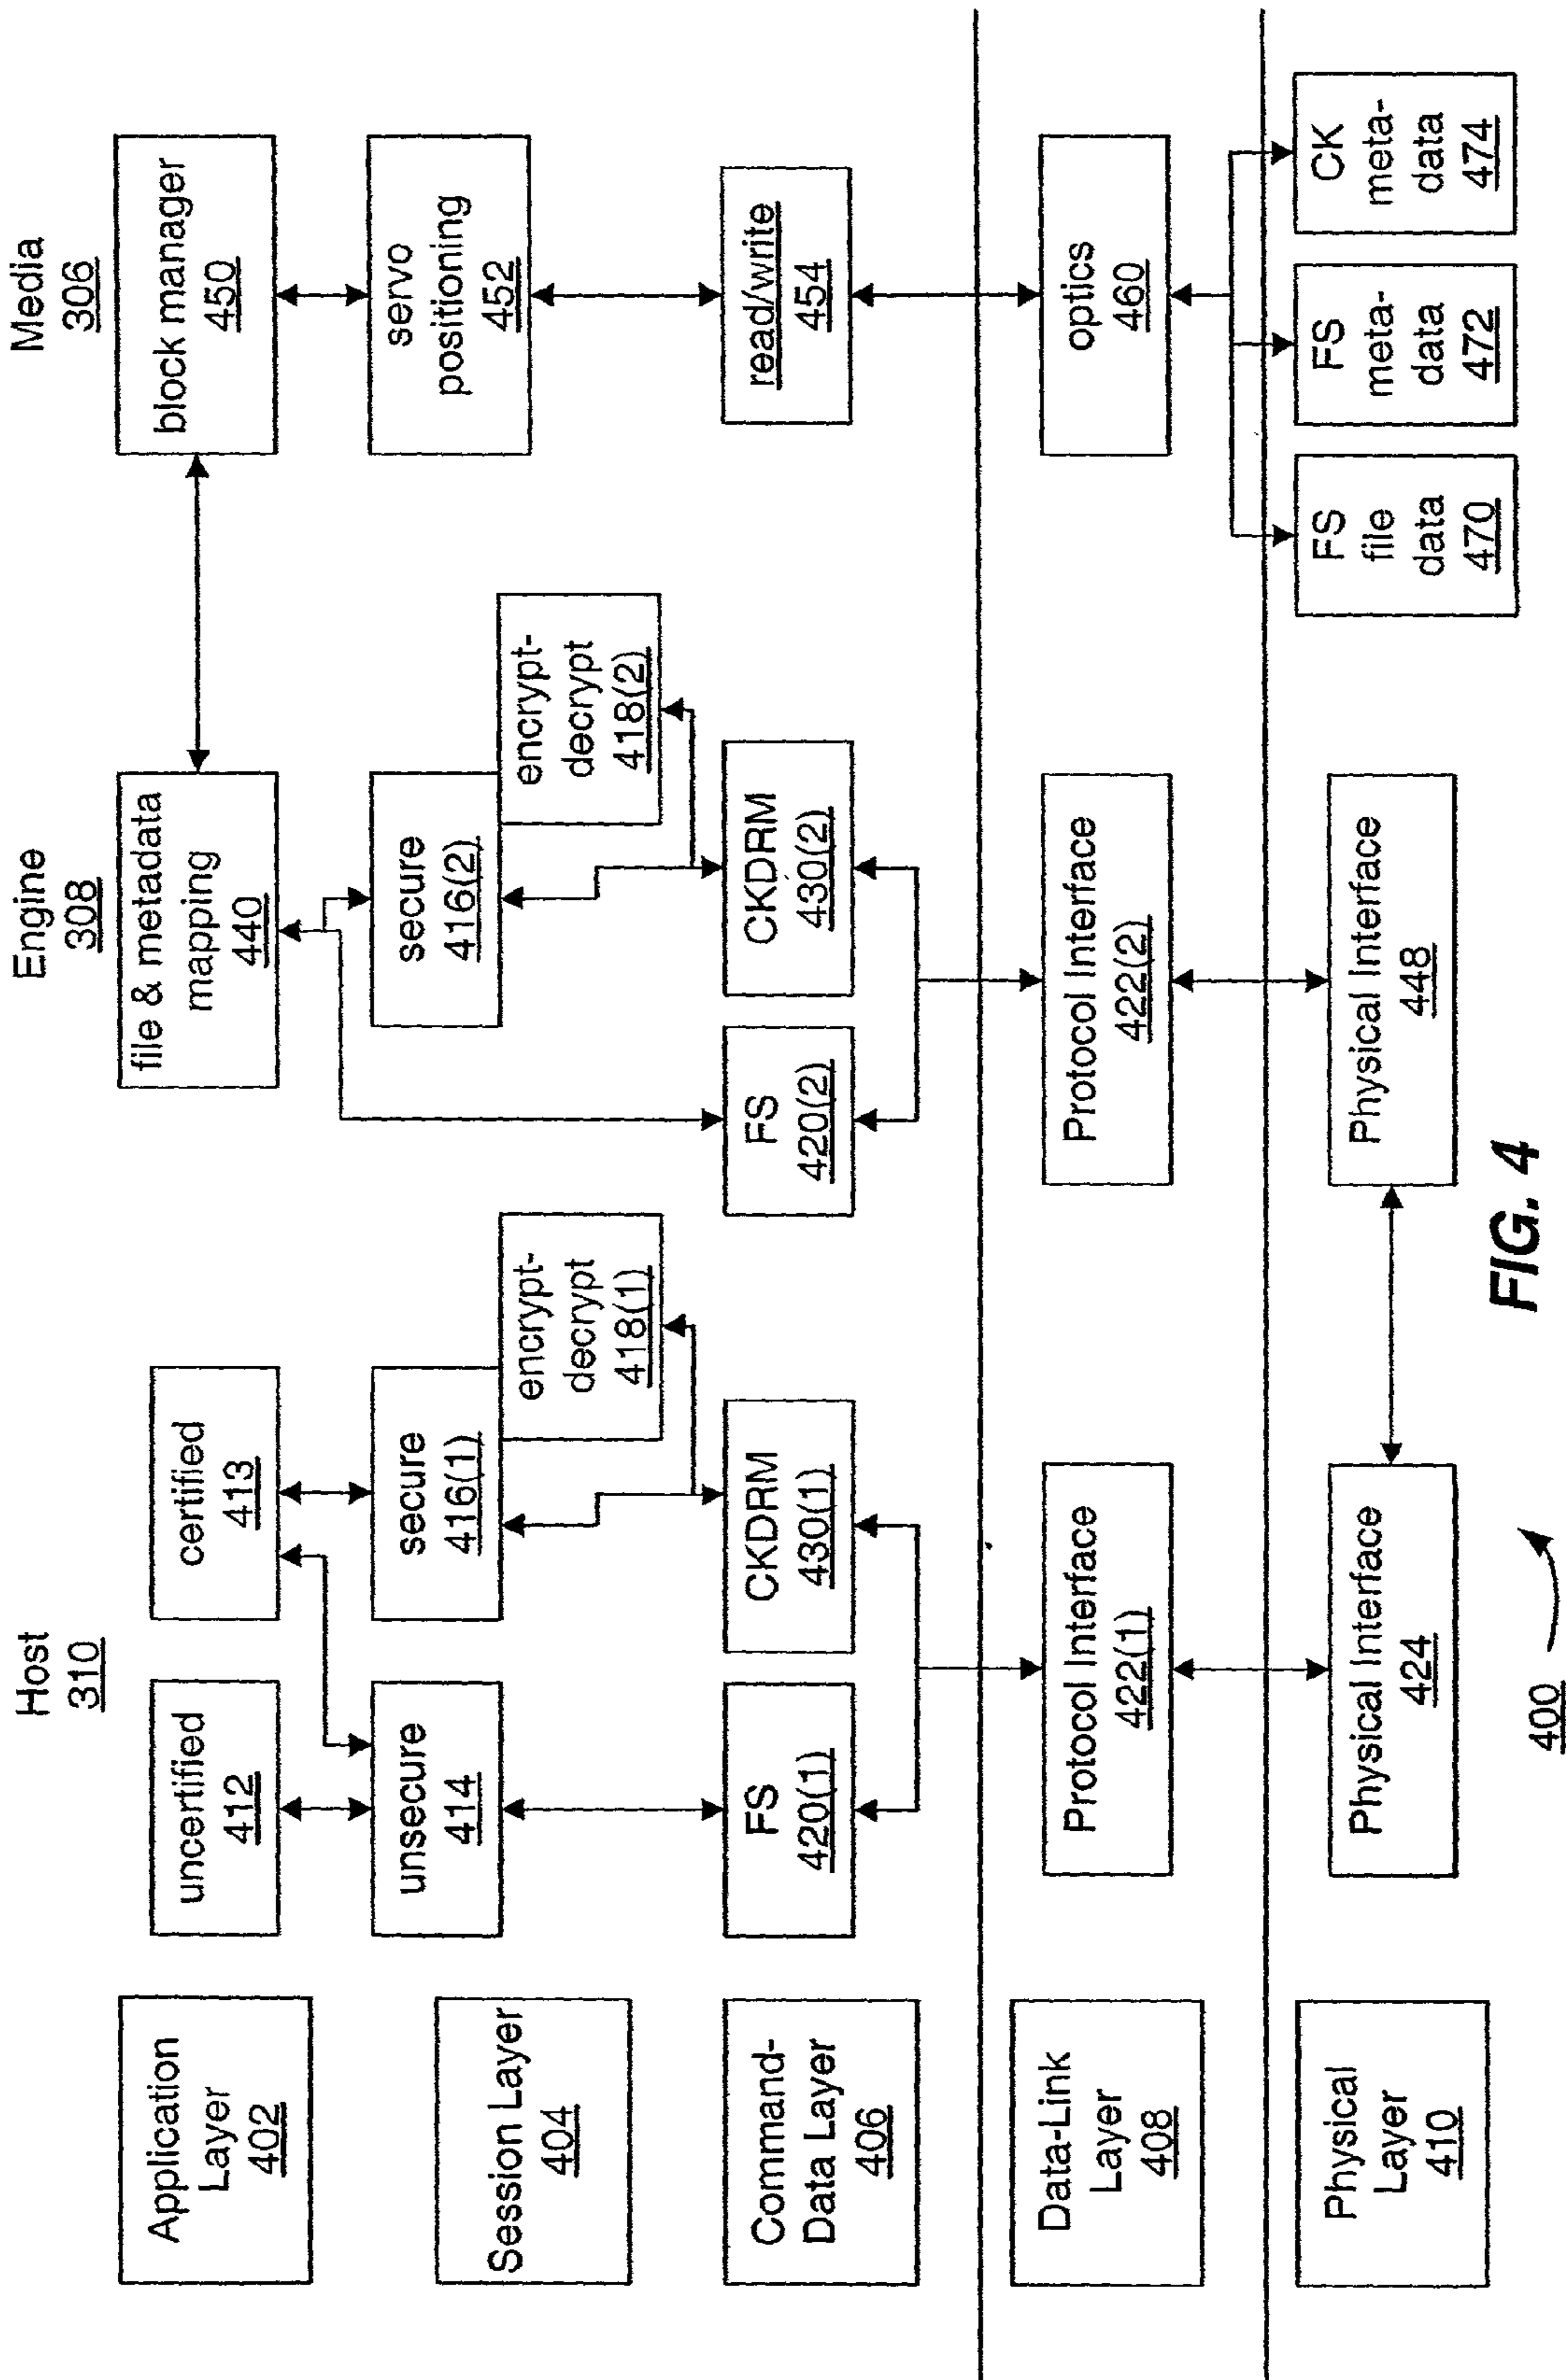 Host
310
Engine
308
Media
306
Application
Layer
402
uncertified
412
certified
413
file & metadata
mapping
440
block manager
450
Session Layer
404
unsecure
414
secure
416(1)
encrypt-
decrypt
418(1)
secure
416(2)
encrypt-
decrypt
418(2)
servo
positioning
452
Command-
Data Layer
406
FS
420(1)
CKDRM
430(1)
FS
420(2)
CKDRM
430(2)
read/write
454
Data-Link
Layer
408
Protocol Interface
422(1)
Protocol Interface
422(2)
optics
460
Physical
Layer
410
Physical Interface
424
Physical Interface
448
FS
file
data
470
FS
meta-
data
472
CK
meta-
data
474
400
FIG. 4